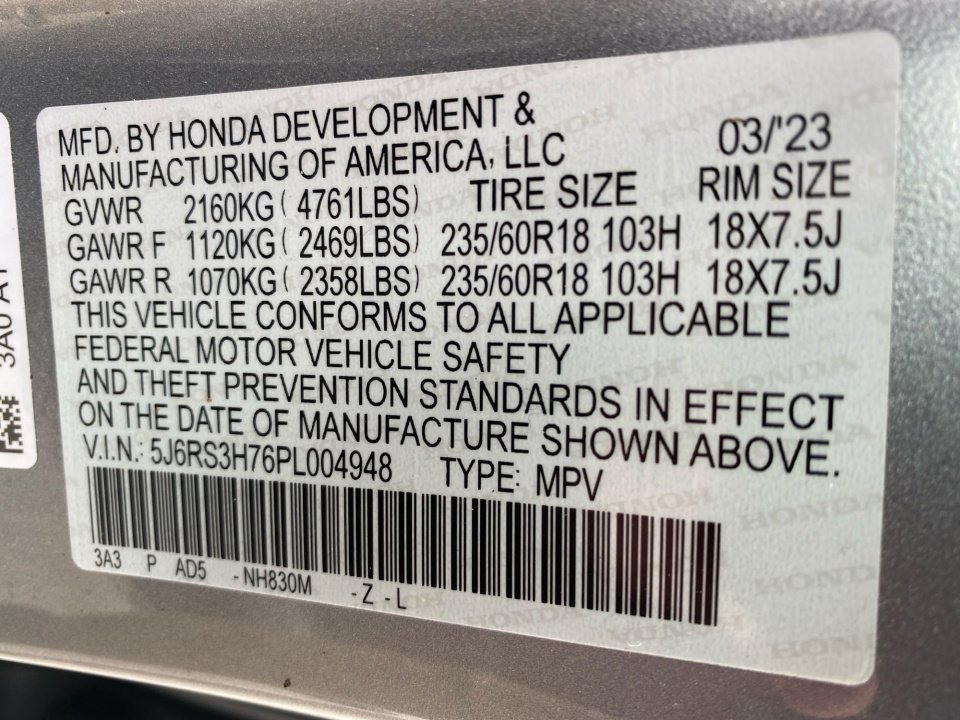 MFD. BY HONDA DEVELOPMENT &
MANUFACTURING OF AMERICA, LLC 03/'23
GVWR 2160KG ( 4761LBS) TIRE SIZE RIM SIZE
GAWR F 1120KG ( 2469LBS) 235/60R18 103H 18X7.5J
GAWR R 1070KG ( 2358LBS) 235/60R18 103H 18X7.5J
THIS VEHICLE CONFORMS TO ALL APPLICABLE
FEDERAL MOTOR VEHICLE SAFETY
AND THEFT PREVENTION STANDARDS IN EFFECT
ON THE DATE OF MANUFACTURE SHOWN ABOVE.
V.I.N.: 5J6RS3H76PL004948 TYPE: MPV
3A3 P AD5 -NH830M -Z -L